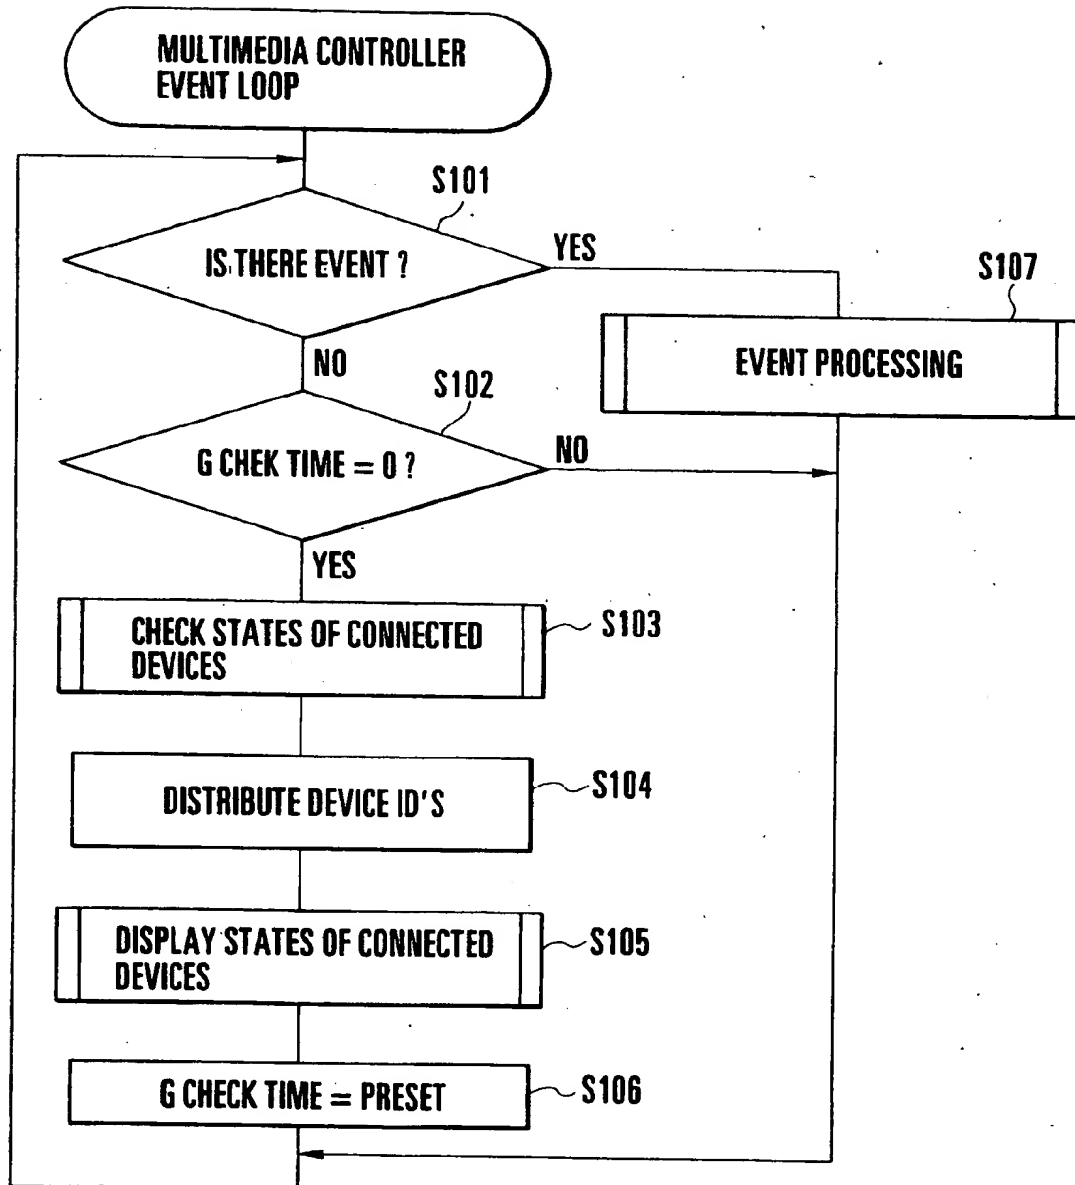 MULTIMEDIA CONTROLLER
EVENT LOOP
S101
IS THERE EVENT ?
YES
S107
EVENT PROCESSING
NO
S102
G CHEK TIME = 0 ?
NO
YES
CHECK STATES OF CONNECTED
DEVICES
S103
DISTRIBUTE DEVICE ID'S
S104
DISPLAY STATES OF CONNECTED
DEVICES
S105
G CHECK TIME = PRESET
S106